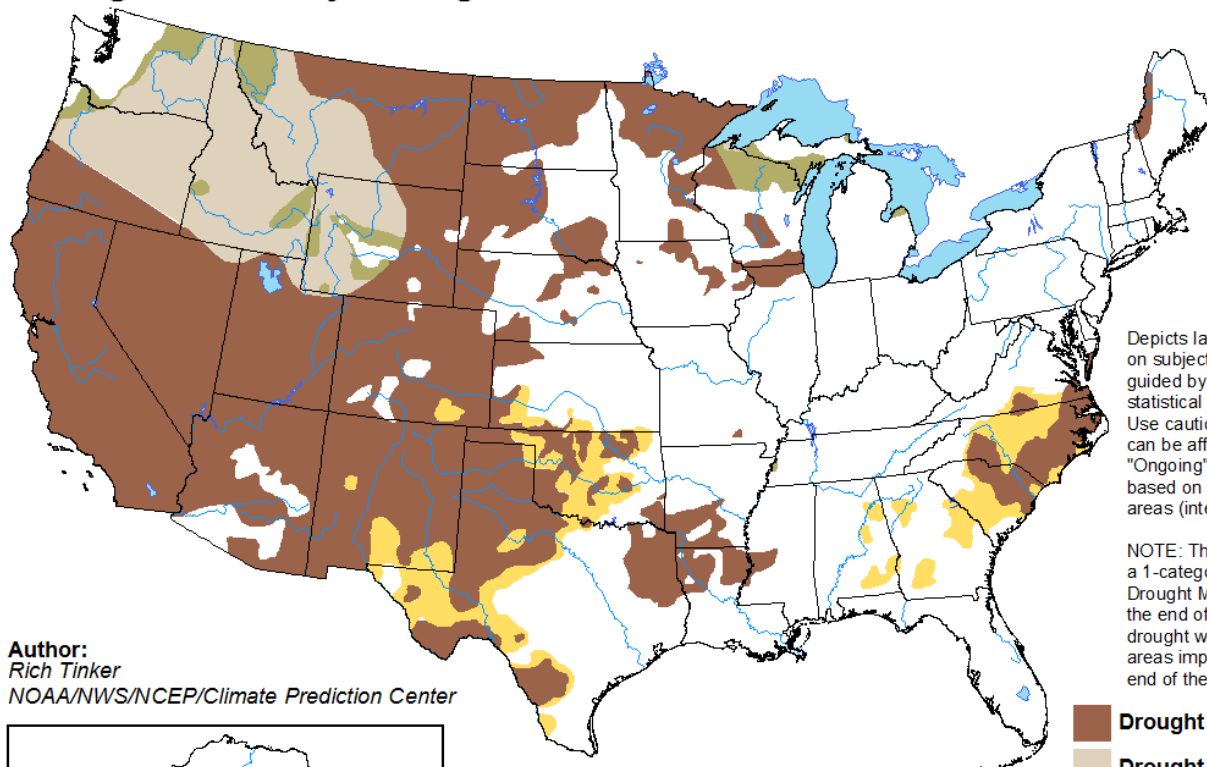 Depicts la
on subject
guided by
statistical
Use cautio
can be aff
"Ongoing"
based on
areas (inte
NOTE: Th
a 1-catego
Drought M
the end of
drought w
areas imp
end of the
Author:
Rich Tinker
NOAA/NWS/NCEP/Climate Prediction Center
Drought
Drought